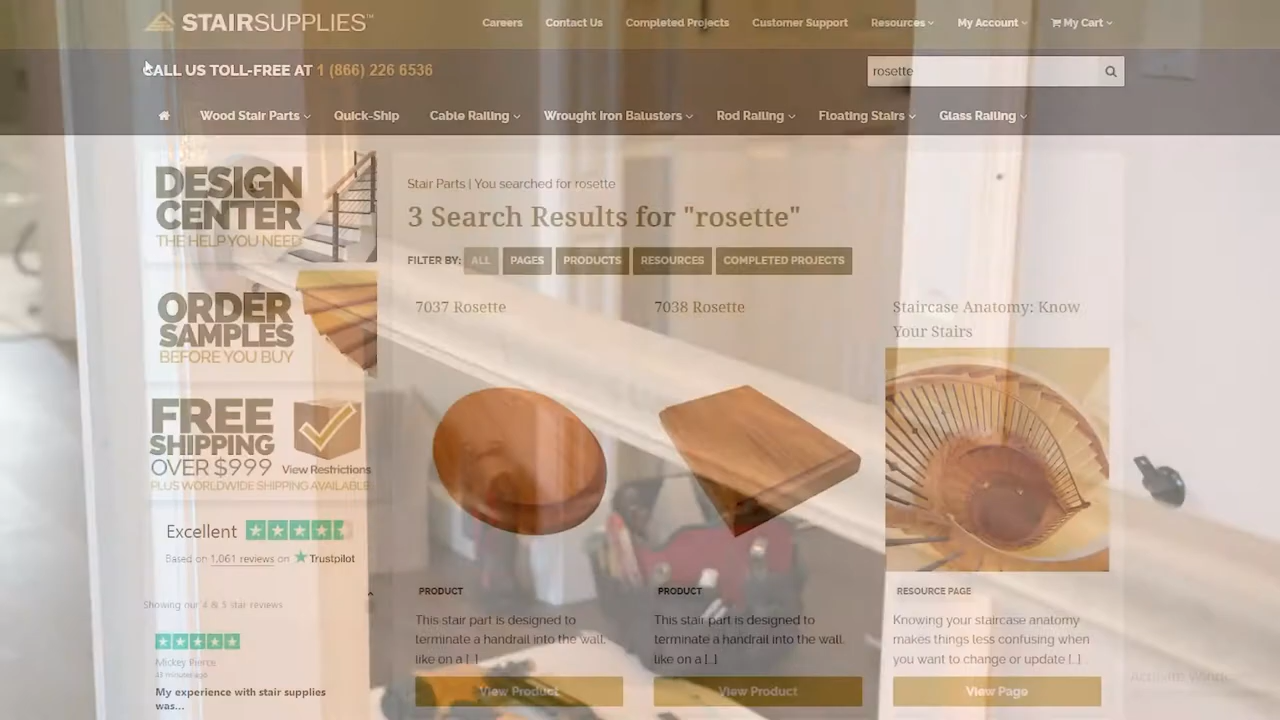 STAIRSUPPLIES™
Careers Contact Us Completed Projects Customer Support Resources My Account My Cart
CALL US TOLL-FREE AT 1 (866) 226 6536
rosette
Wood Stair Parts Quick-Ship Cable Railing Wrought Iron Balusters Rod Railing Floating Stairs Glass Railing
DESIGN
CENTER
THE HELP YOU NEED
ORDER
SAMPLES
BEFORE YOU BUY
FREE
SHIPPING
OVER $999 View Restrictions
PLUS WORLDWIDE SHIPPING AVAILABLE
Excellent
Based on 1,061 reviews on Trustpilot
Showing our 4 & 5 star reviews
Mickey Pierce
My experience with stair supplies
was...
Stair Parts | You searched for rosette
3 Search Results for "rosette"
FILTER BY: ALL PAGES PRODUCTS RESOURCES COMPLETED PROJECTS
7037 Rosette
PRODUCT
This stair part is designed to
terminate a handrail into the wall,
like on a [...]
View Product
7038 Rosette
PRODUCT
This stair part is designed to
terminate a handrail into the wall,
like on a [...]
View Product
Staircase Anatomy: Know
Your Stairs
RESOURCE PAGE
Knowing your staircase anatomy
makes things less confusing when
you want to change or update [...]
View Page